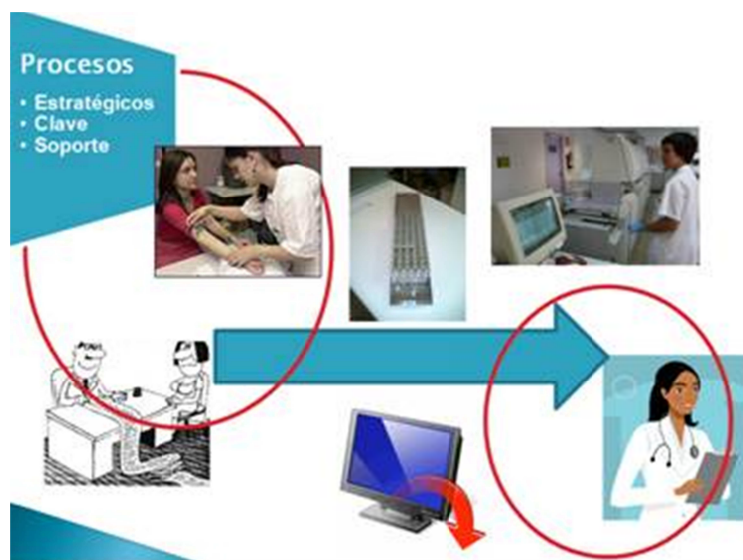 Procesos
• Estratégicos
• Clave
• Soporte